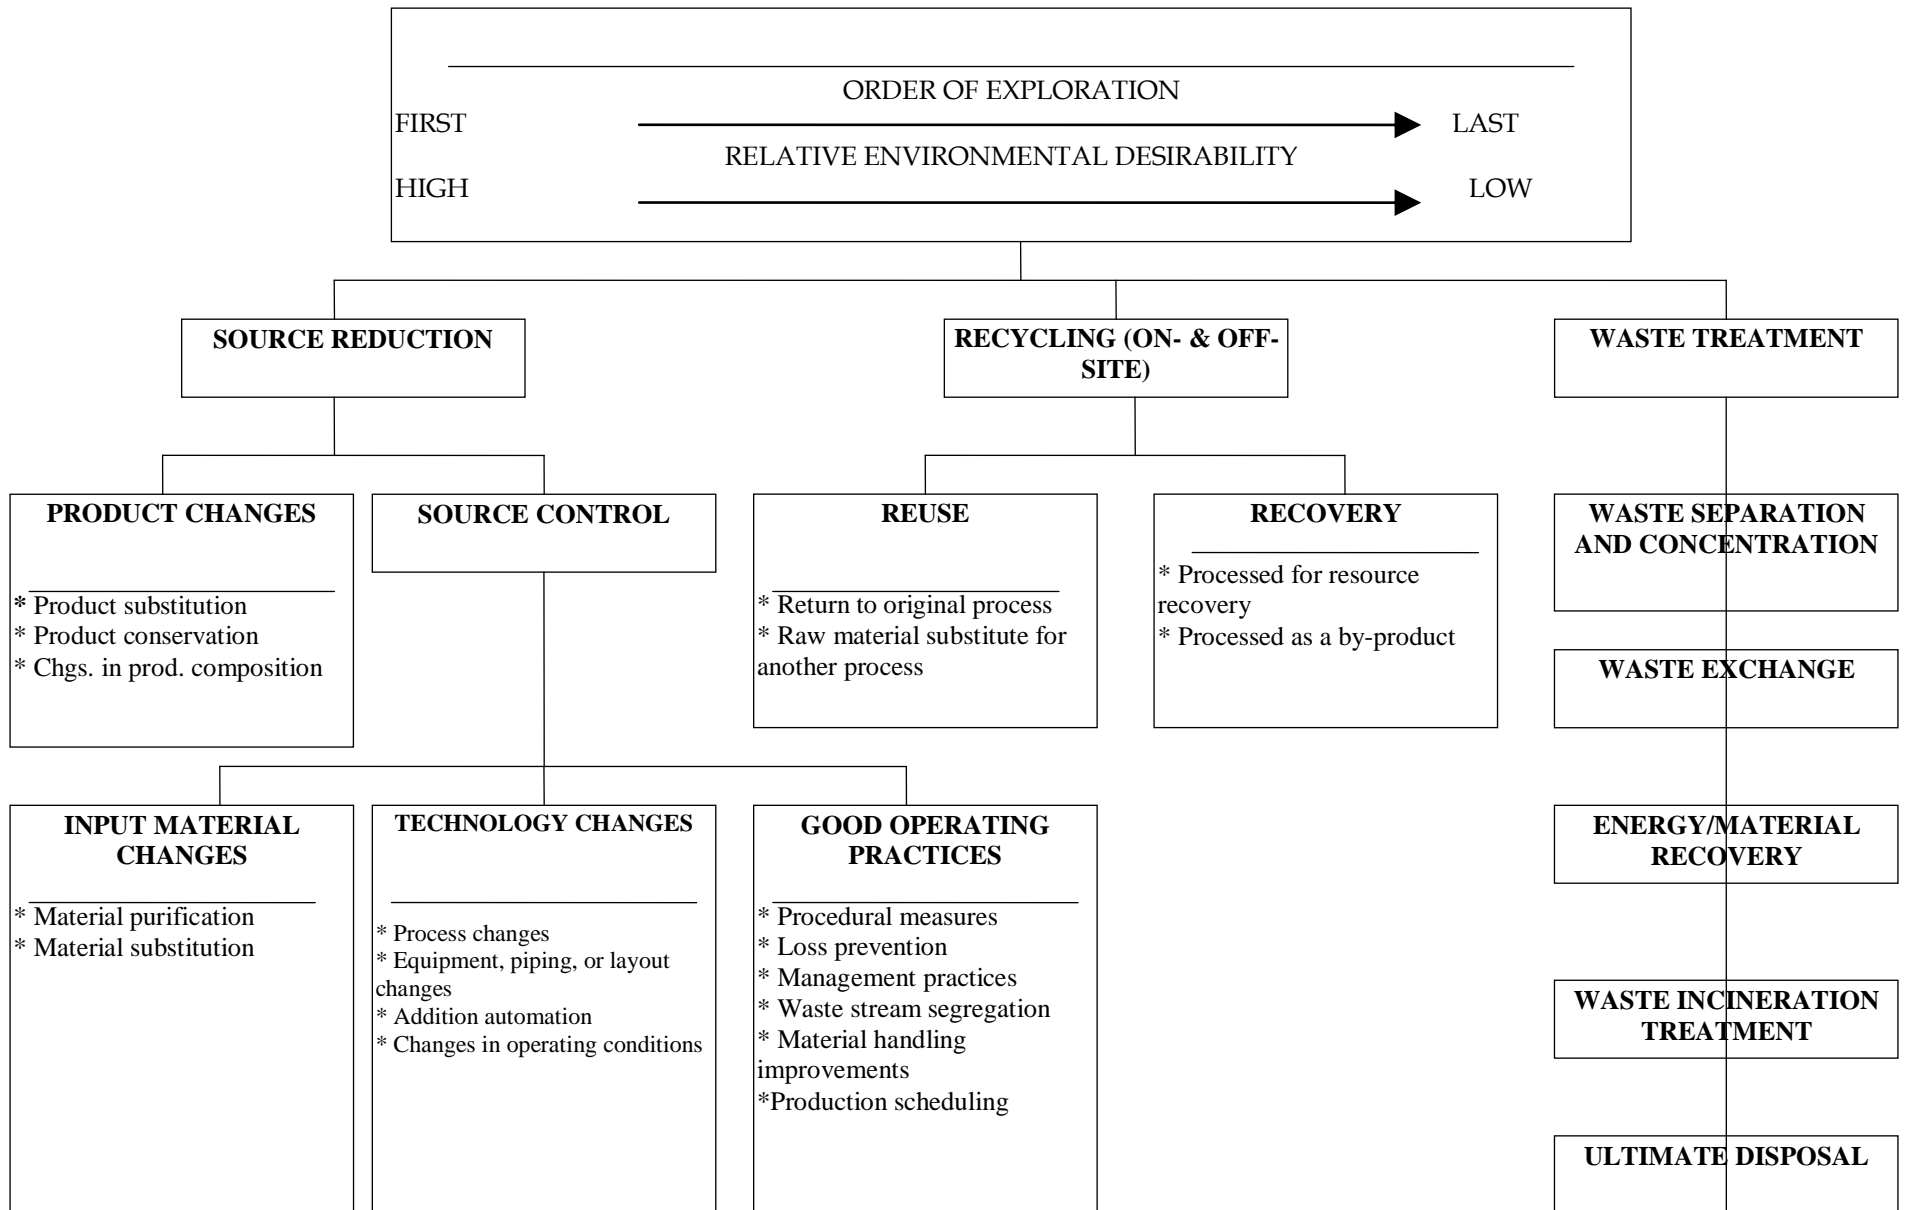 ORDER OF EXPLORATION
FIRST LAST
RELATIVE ENVIRONMENTAL DESIRABILITY
HIGH LOW
SOURCE REDUCTION
RECYCLING (ON- & OFF-
SITE)
WASTE TREATMENT
PRODUCT CHANGES
* Product substitution
* Product conservation
* Chgs. in prod. composition
SOURCE CONTROL
REUSE
* Return to original process
* Raw material substitute for
another process
RECOVERY
* Processed for resource
recovery
* Processed as a by-product
WASTE SEPARATION
AND CONCENTRATION
WASTE EXCHANGE
INPUT MATERIAL
CHANGES
* Material purification
* Material substitution
TECHNOLOGY CHANGES
* Process changes
* Equipment, piping, or layout
changes
* Addition automation
* Changes in operating conditions
GOOD OPERATING
PRACTICES
* Procedural measures
* Loss prevention
* Management practices
* Waste stream segregation
* Material handling
improvements
*Production scheduling
ENERGY/MATERIAL
RECOVERY
WASTE INCINERATION
TREATMENT
ULTIMATE DISPOSAL